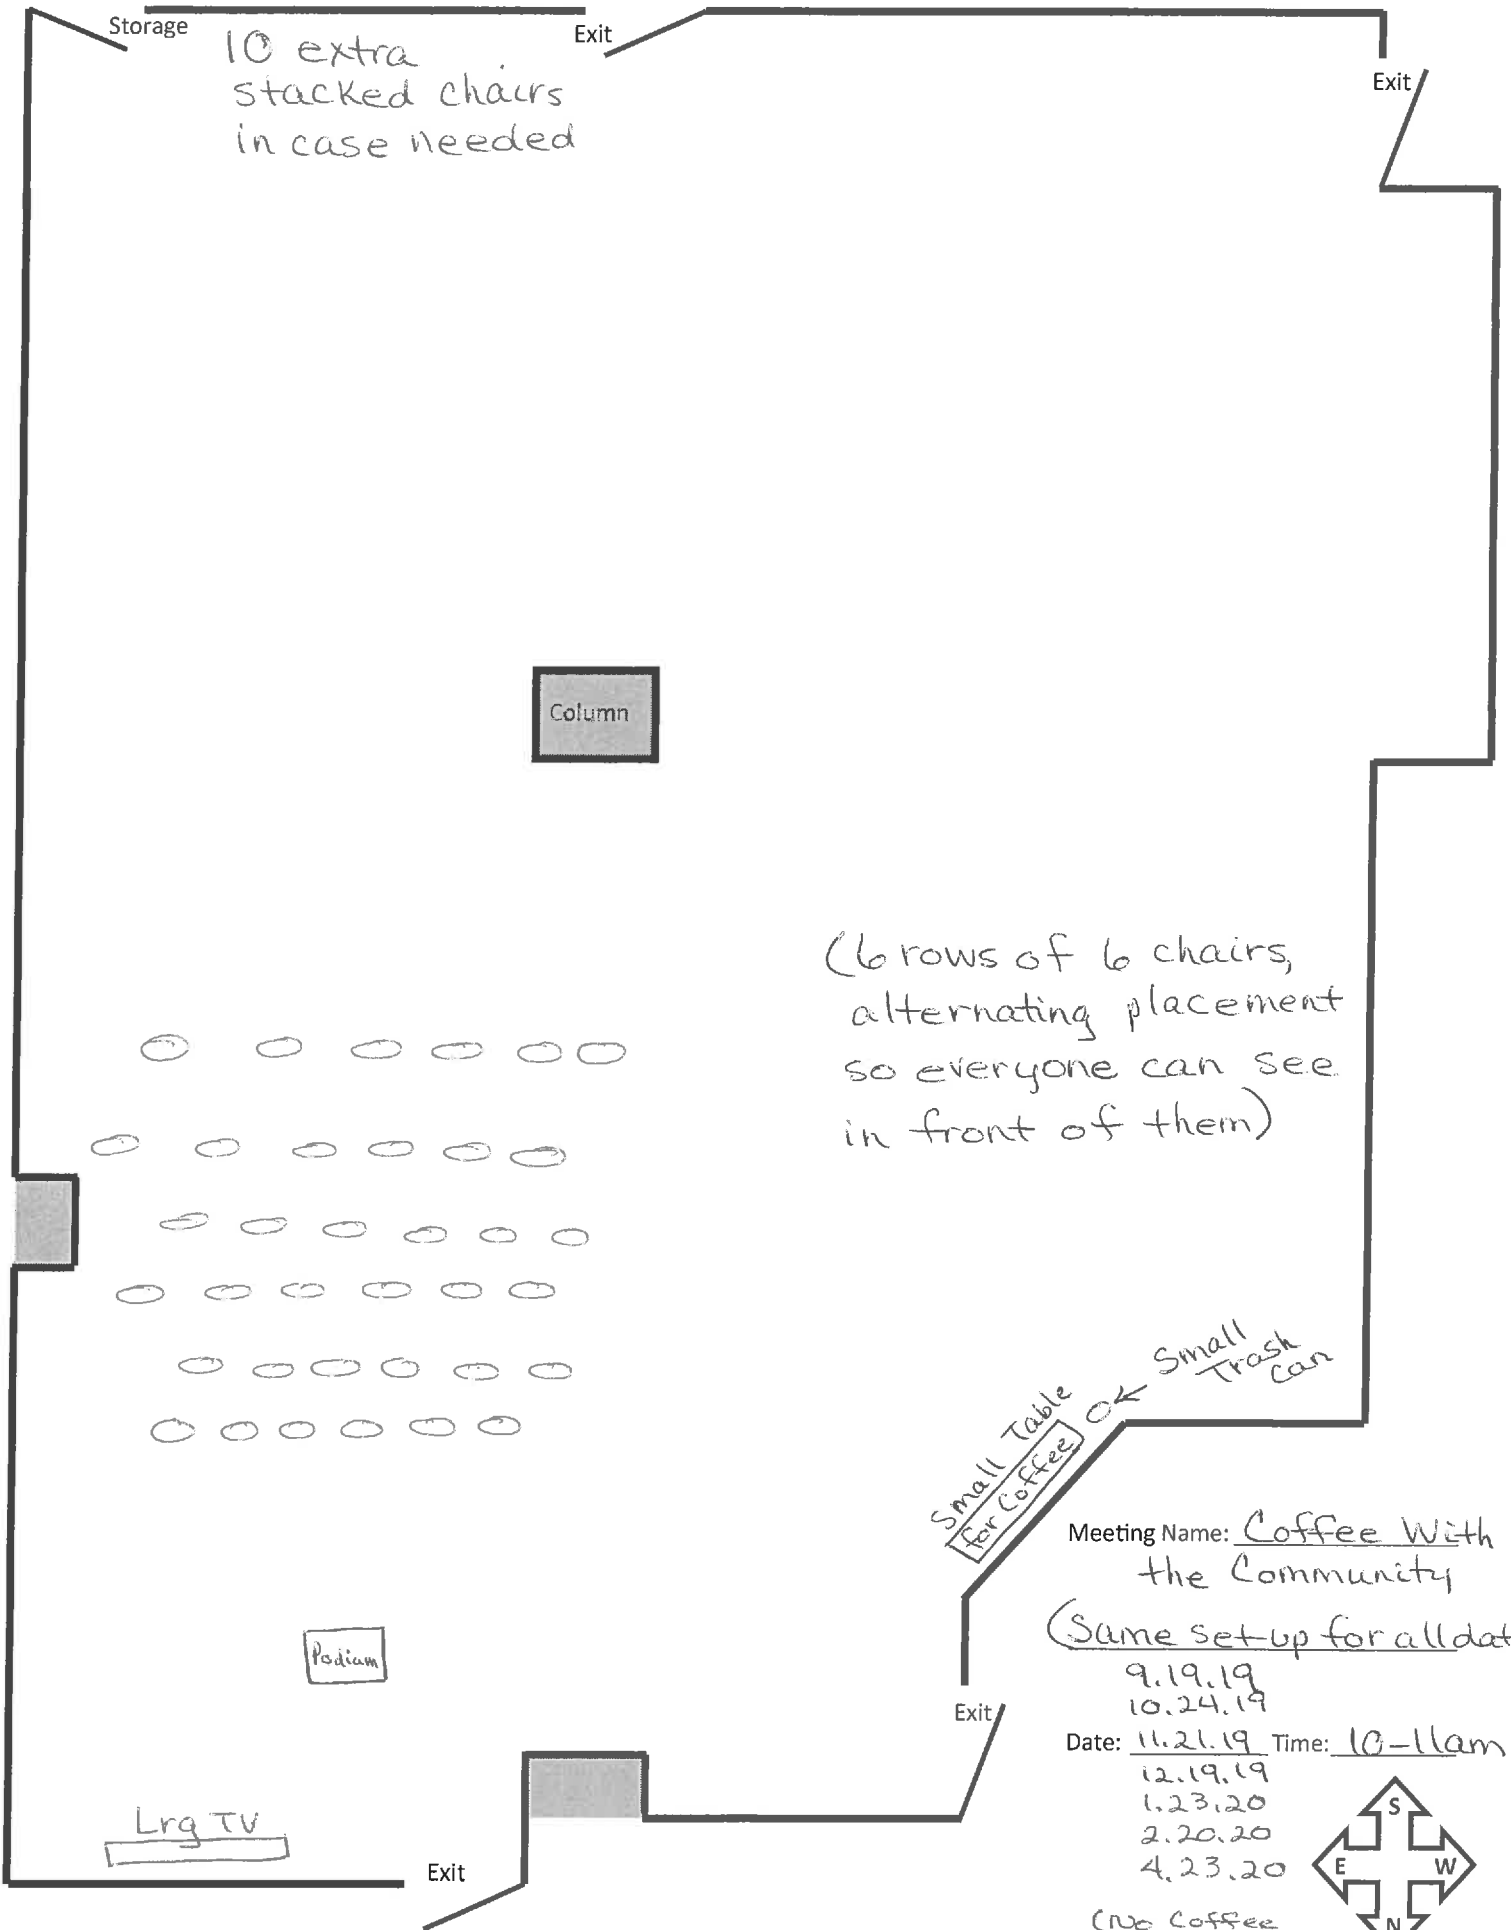 Storage
10 extra
stacked chairs
in case needed
Exit
Exit
Column
(6 rows of 6 chairs,
alternating placement
so everyone can see
in front of them)
Small
Trash
can
Small Table
for Coffee
Meeting Name: Coffee With
the Community
(Same set-up for all dat
9.19.19
10.24.19
Date: 11.21.19 Time: 10-11am
12.19.19
1.23.20
2.20.20
4.23.20
(No Coffee
Podium
Exit
Lrg TV
Exit
S
E W
N